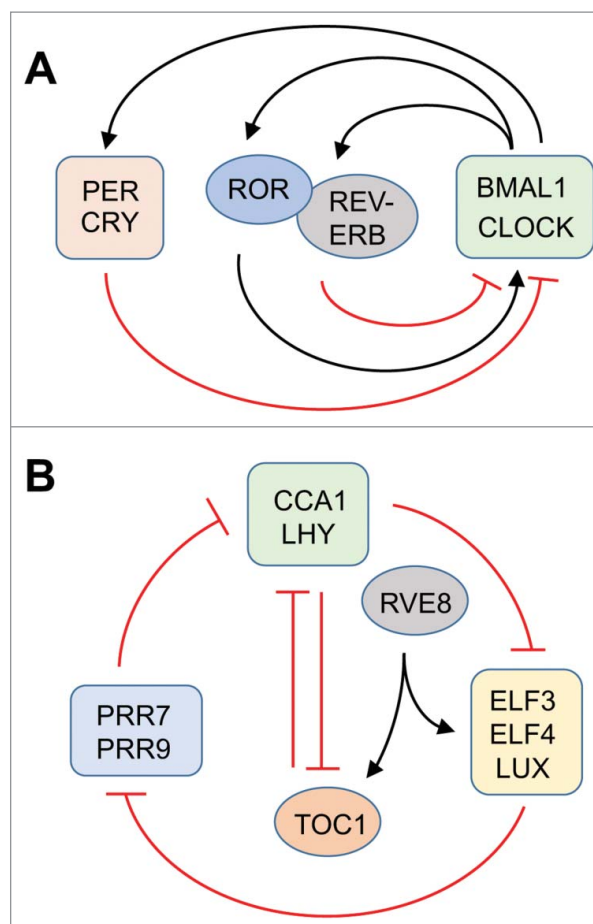 A
PER
CRY
ROR
REV-
ERB
BMAL1
CLOCK
B
CCA1
LHY
RVE8
PRR7
PRR9
ELF3
ELF4
LUX
TOC1